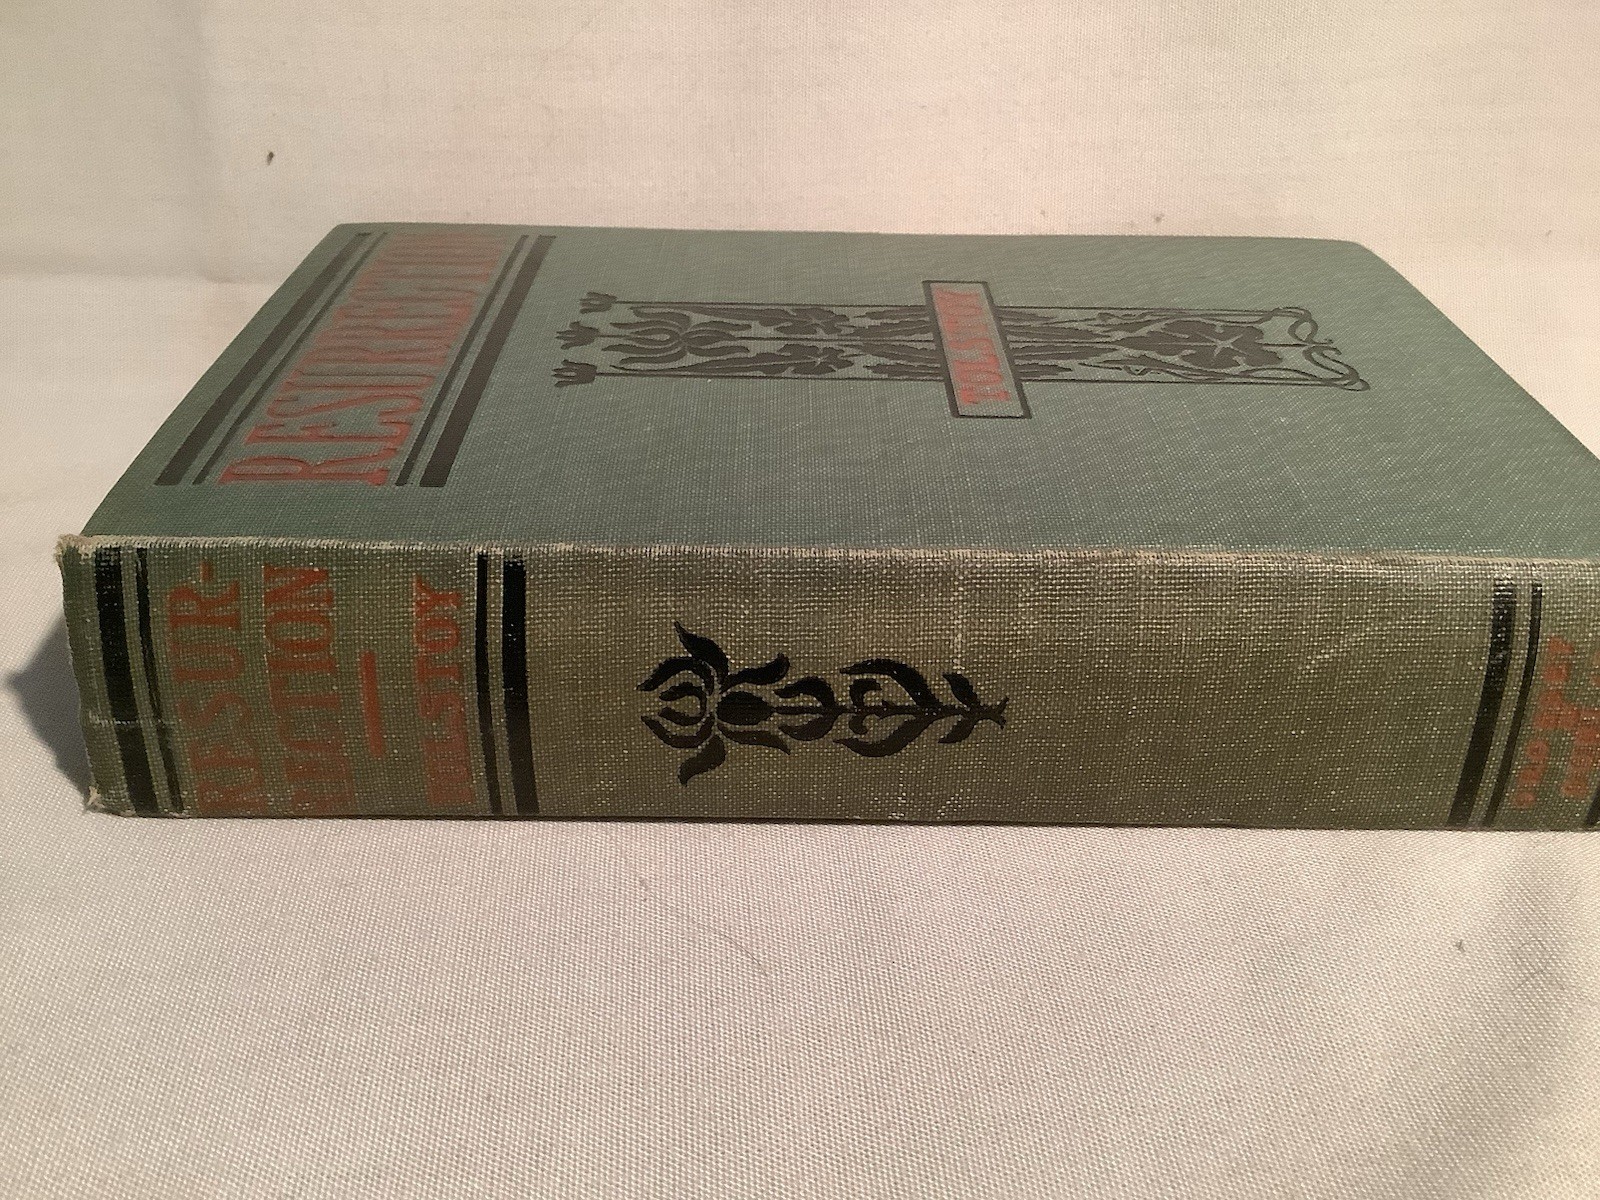 RESURRECTION
TOLSTOY
RESUR-
RECTION
TOLSTOY